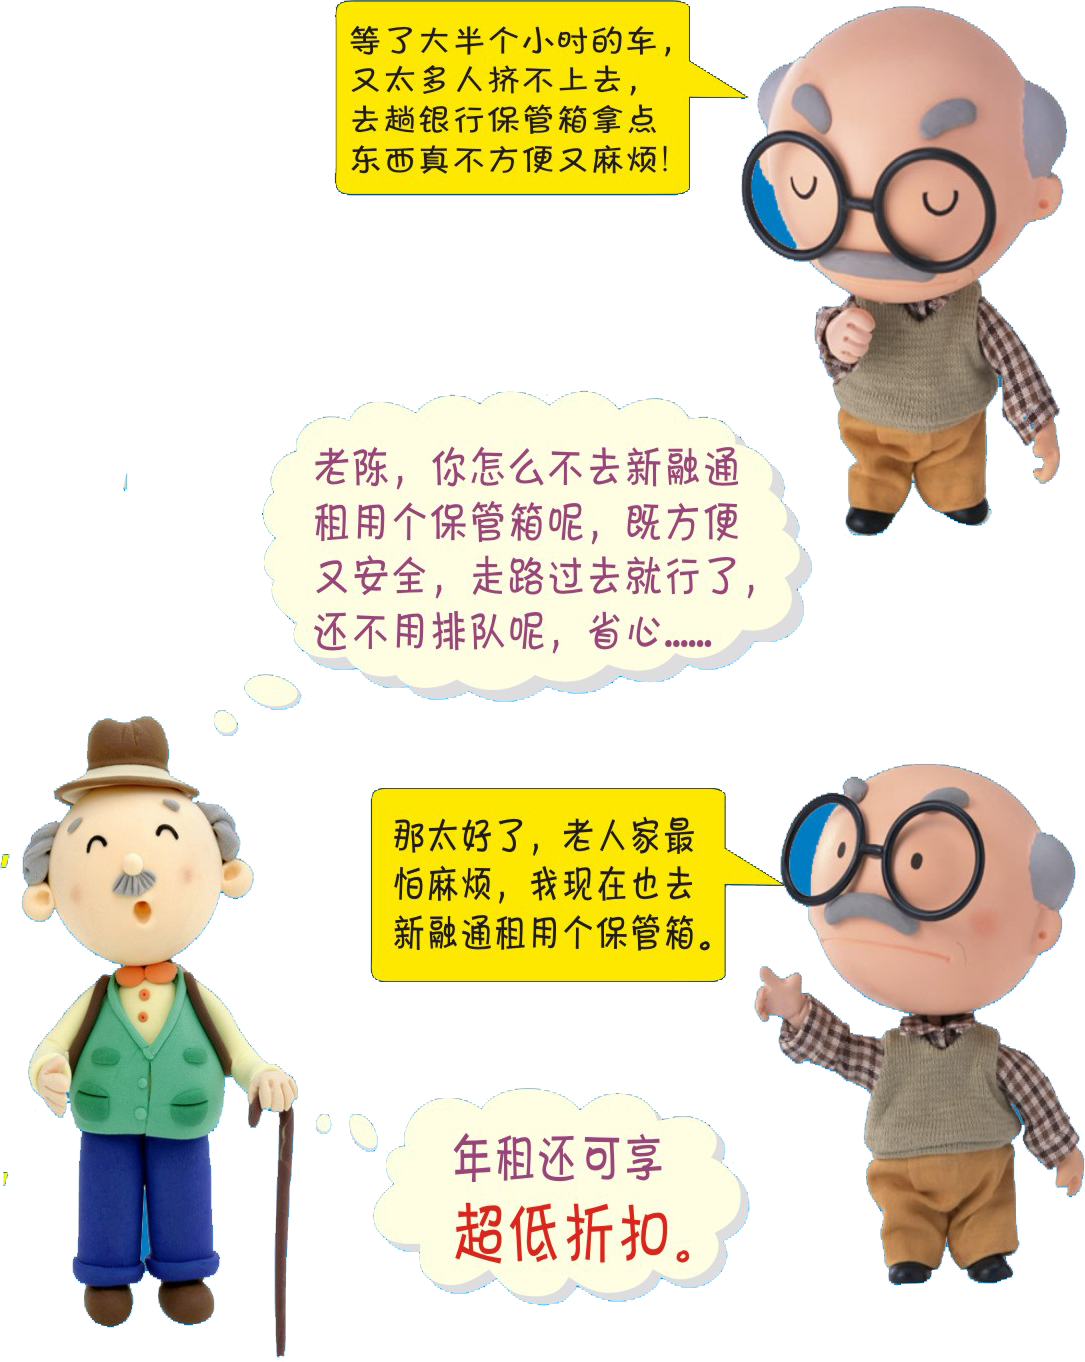 等了大半个小时的车，
又太多人挤不上去，
去趟银行保管箱拿点
东西真不方便又麻烦！
老陈，你怎么不去新融通
租用个保管箱呢，既方便
又安全，走路过去就行了，
还不用排队呢，省心……
那太好了，老人家最
怕麻烦，我现在也去
新融通租用个保管箱。
年租还可享
超低折扣。